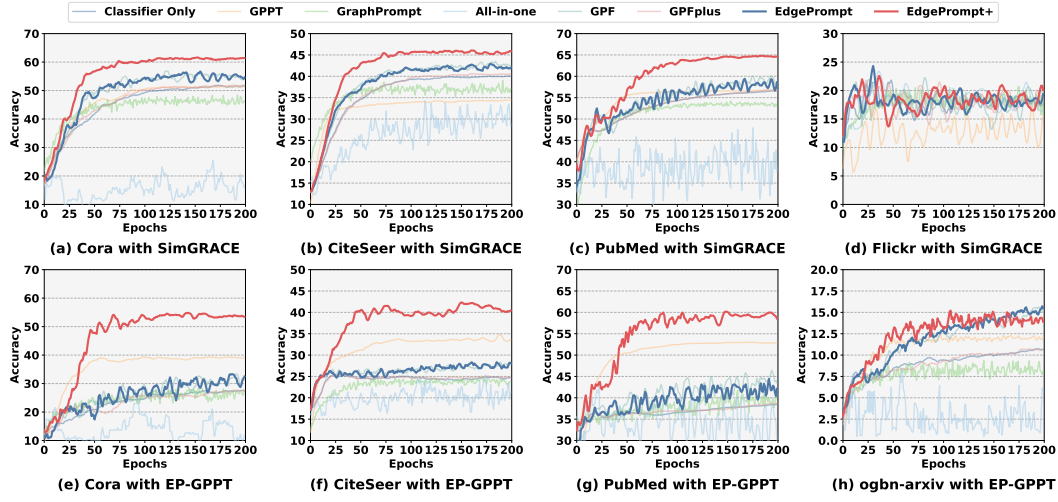 Classifier Only GPPT GraphPrompt All-in-one GPF GPFplus EdgePrompt EdgePrompt+
70 60 50 40 30 20 10
Accuracy
0 25 50 75 100 125 150 175 200
Epochs
(a) Cora with SimGRACE
50 45 40 35 30 25 20 15 10
Accuracy
0 25 50 75 100 125 150 175 200
Epochs
(b) CiteSeer with SimGRACE
70 65 60 55 50 45 40 35 30
Accuracy
0 25 50 75 100 125 150 175 200
Epochs
(c) PubMed with SimGRACE
30 25 20 15 10 5 0
Accuracy
0 25 50 75 100 125 150 175 200
Epochs
(d) Flickr with SimGRACE
70 60 50 40 30 20 10
Accuracy
0 25 50 75 100 125 150 175 200
Epochs
(e) Cora with EP-GPPT
50 45 40 35 30 25 20 15 10
Accuracy
0 25 50 75 100 125 150 175 200
Epochs
(f) CiteSeer with EP-GPPT
70 65 60 55 50 45 40 35 30
Accuracy
0 25 50 75 100 125 150 175 200
Epochs
(g) PubMed with EP-GPPT
20.0 17.5 15.0 12.5 10.0 7.5 5.0 2.5 0.0
Accuracy
0 25 50 75 100 125 150 175 200
Epochs
(h) ogbn-arxiv with EP-GPPT